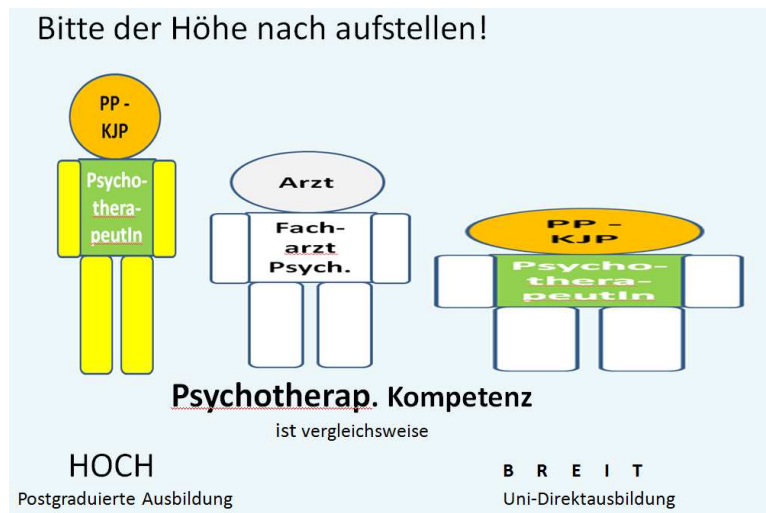 Bitte der Höhe nach aufstellen!
PP -
KJP
Psycho-
thera-
peutIn
Arzt
Fach-
arzt
Psych.
PP -
KJP
Psycho-
thera-
peutIn
Psychotherap. Kompetenz
ist vergleichsweise
HOCH
Postgraduierte Ausbildung
B R E I T
Uni-Direktausbildung